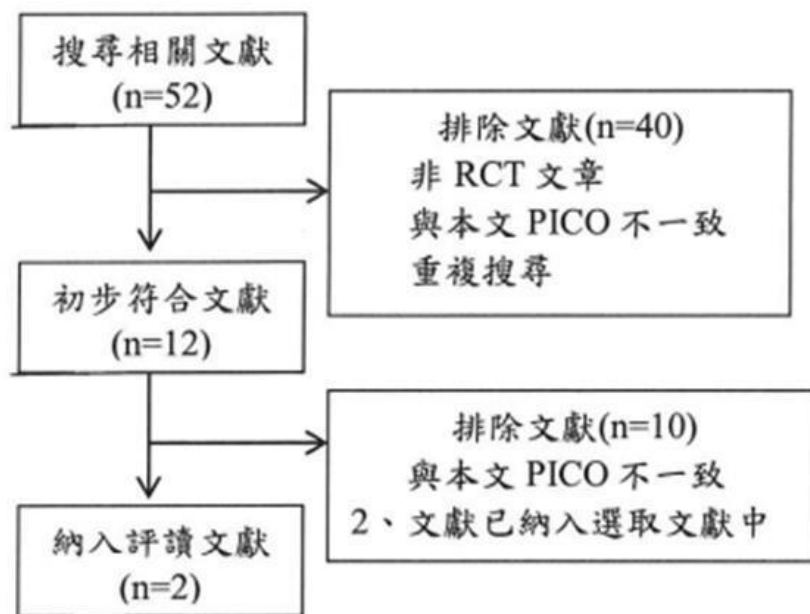 搜尋相關文獻
(n=52)
排除文獻(n=40)
非 RCT 文章
與本文 PICO 不一致
重複搜尋
初步符合文獻
(n=12)
排除文獻(n=10)
與本文 PICO 不一致
2、文獻已納入選取文獻中
納入評讀文獻
(n=2)